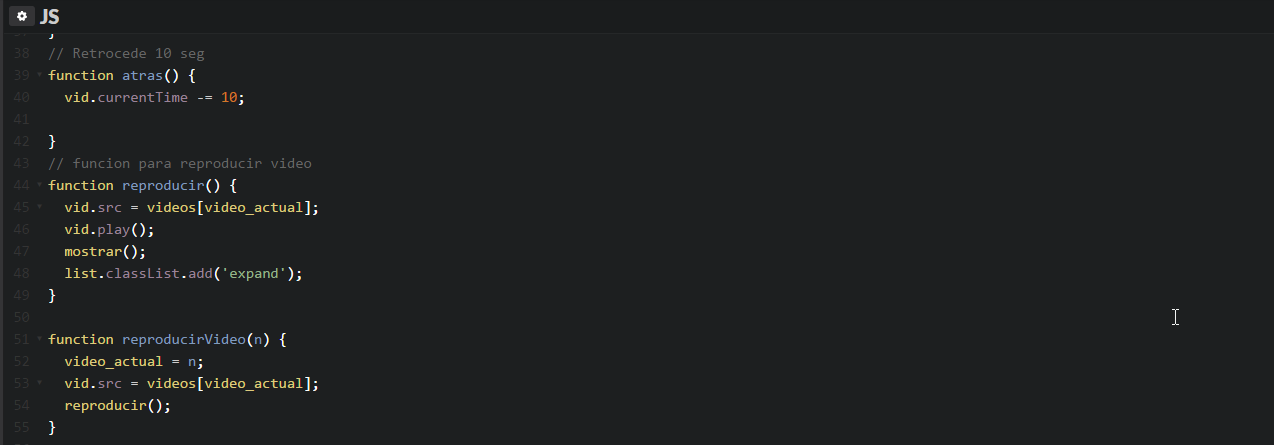 JS
37 }
38 // Retrocede 10 seg
39 function atras() {
40   vid.currentTime -= 10;
41
42 }
43 // funcion para reproducir video
44 function reproducir() {
45   vid.src = videos[video_actual];
46   vid.play();
47   mostrar();
48   list.classList.add('expand');
49 }
50
51 function reproducirVideo(n) {
52   video_actual = n;
53   vid.src = videos[video_actual];
54   reproducir();
55 }